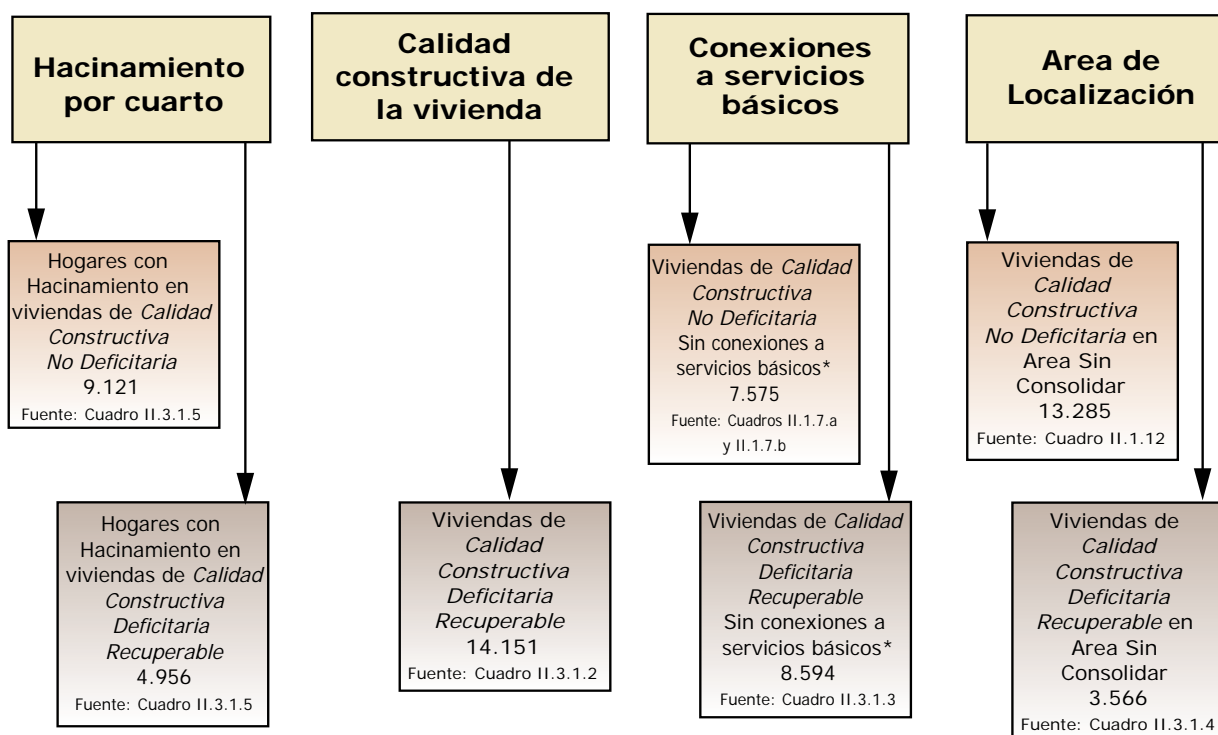 Hacinamiento
por cuarto
Calidad
constructiva de
la vivienda
Conexiones
a servicios
básicos
Area de
Localización
Hogares con
Hacinamiento en
viviendas de Calidad
Constructiva
No Deficitaria
9.121
Fuente: Cuadro II.3.1.5
Viviendas de Calidad
Constructiva
No Deficitaria
Sin conexiones a
servicios básicos*
7.575
Fuente: Cuadros II.1.7.a
y II.1.7.b
Viviendas de
Calidad
Constructiva
No Deficitaria en
Area Sin
Consolidar
13.285
Fuente: Cuadro II.1.12
Hogares con
Hacinamiento en
viviendas de Calidad
Constructiva
Deficitaria
Recuperable
4.956
Fuente: Cuadro II.3.1.5
Viviendas de
Calidad
Constructiva
Deficitaria
Recuperable
14.151
Fuente: Cuadro II.3.1.2
Viviendas de Calidad
Constructiva
Deficitaria
Recuperable
Sin conexiones a
servicios básicos*
8.594
Fuente: Cuadro II.3.1.3
Viviendas de
Calidad
Constructiva
Deficitaria
Recuperable en
Area Sin
Consolidar
3.566
Fuente: Cuadro II.3.1.4